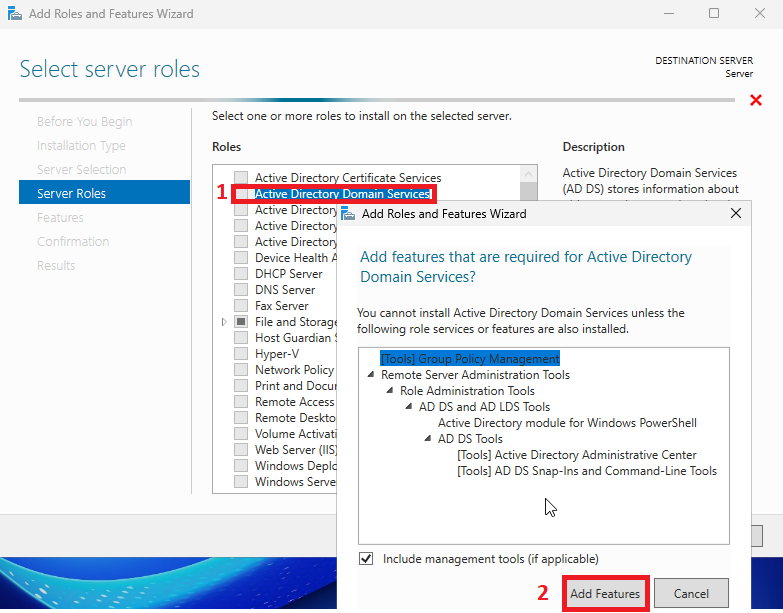 Add Roles and Features Wizard
Select server roles
DESTINATION SERVER
Server
Before You Begin
Installation Type
Server Selection
Server Roles
Features
Confirmation
Results
Select one or more roles to install on the selected server.
Roles
1
Active Directory Certificate Services
Active Directory Domain Services
Active Directory
Active Directory
Active Directory
Device Health A
DHCP Server
DNS Server
Fax Server
File and Storage
Host Guardian S
Hyper-V
Network Policy
Print and Docu
Remote Access
Remote Deskto
Volume Activati
Web Server (IIS)
Windows Deplo
Windows Serve
Description
Active Directory Domain Services
(AD DS) stores information about
Add Roles and Features Wizard
Add features that are required for Active Directory
Domain Services?
You cannot install Active Directory Domain Services unless the
following role services or features are also installed.
[Tools] Group Policy Management
Remote Server Administration Tools
Role Administration Tools
AD DS and AD LDS Tools
Active Directory module for Windows PowerShell
AD DS Tools
[Tools] Active Directory Administrative Center
[Tools] AD DS Snap-Ins and Command-Line Tools
Include management tools (if applicable)
2
Add Features
Cancel